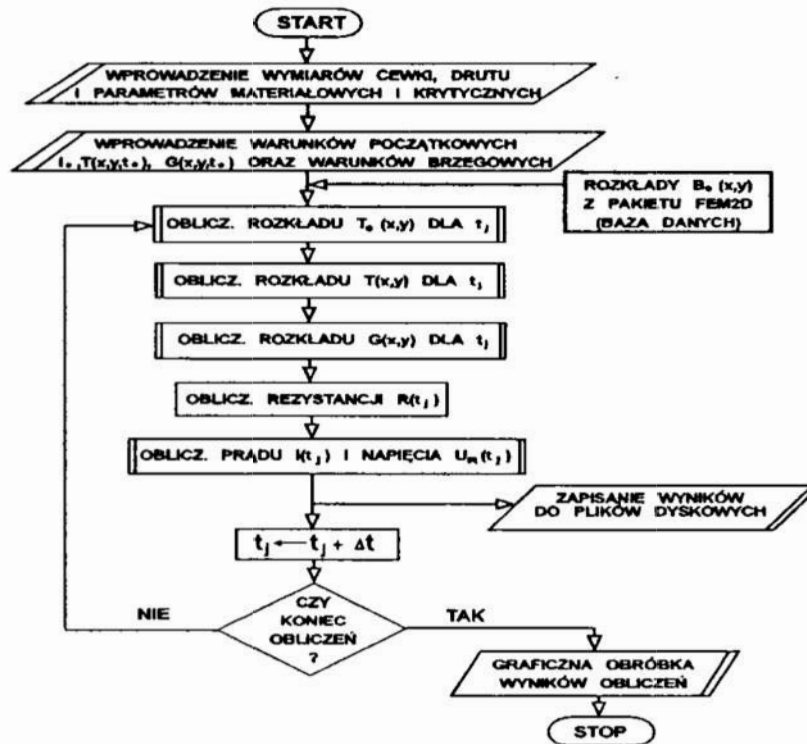 START
WPROWADZENIE WYMIARÓW CEWKI, DRUTU
I PARAMETRÓW MATERIAŁOWYCH I KRYTYCZNYCH
WPROWADZENIE WARUNKÓW POCZĄTKOWYCH
I₀,T(x,y,t₀), G(x,y,t₀) ORAZ WARUNKÓW BRZEGOWYCH
ROZKŁADY B₀(x,y)
Z PAKIETU FEM2D
(BAZA DANYCH)
OBLICZ. ROZKŁADU T (x,y) DLA tⱼ
OBLICZ. ROZKŁADU T(x,y) DLA tⱼ
OBLICZ. ROZKŁADU G(x,y) DLA tⱼ
OBLICZ. REZYSTANCJI R(tⱼ)
OBLICZ. PRĄDU I(tⱼ) I NAPIĘCIA U (tⱼ)
ZAPISANIE WYNIKÓW
DO PLIKÓW DYSKOWYCH
tⱼ ← tⱼ + Δt
NIE
CZY
KONIEC
OBLICZEŃ
?
TAK
GRAFICZNA OBRÓBKA
WYNIKÓW OBLICZEŃ
STOP